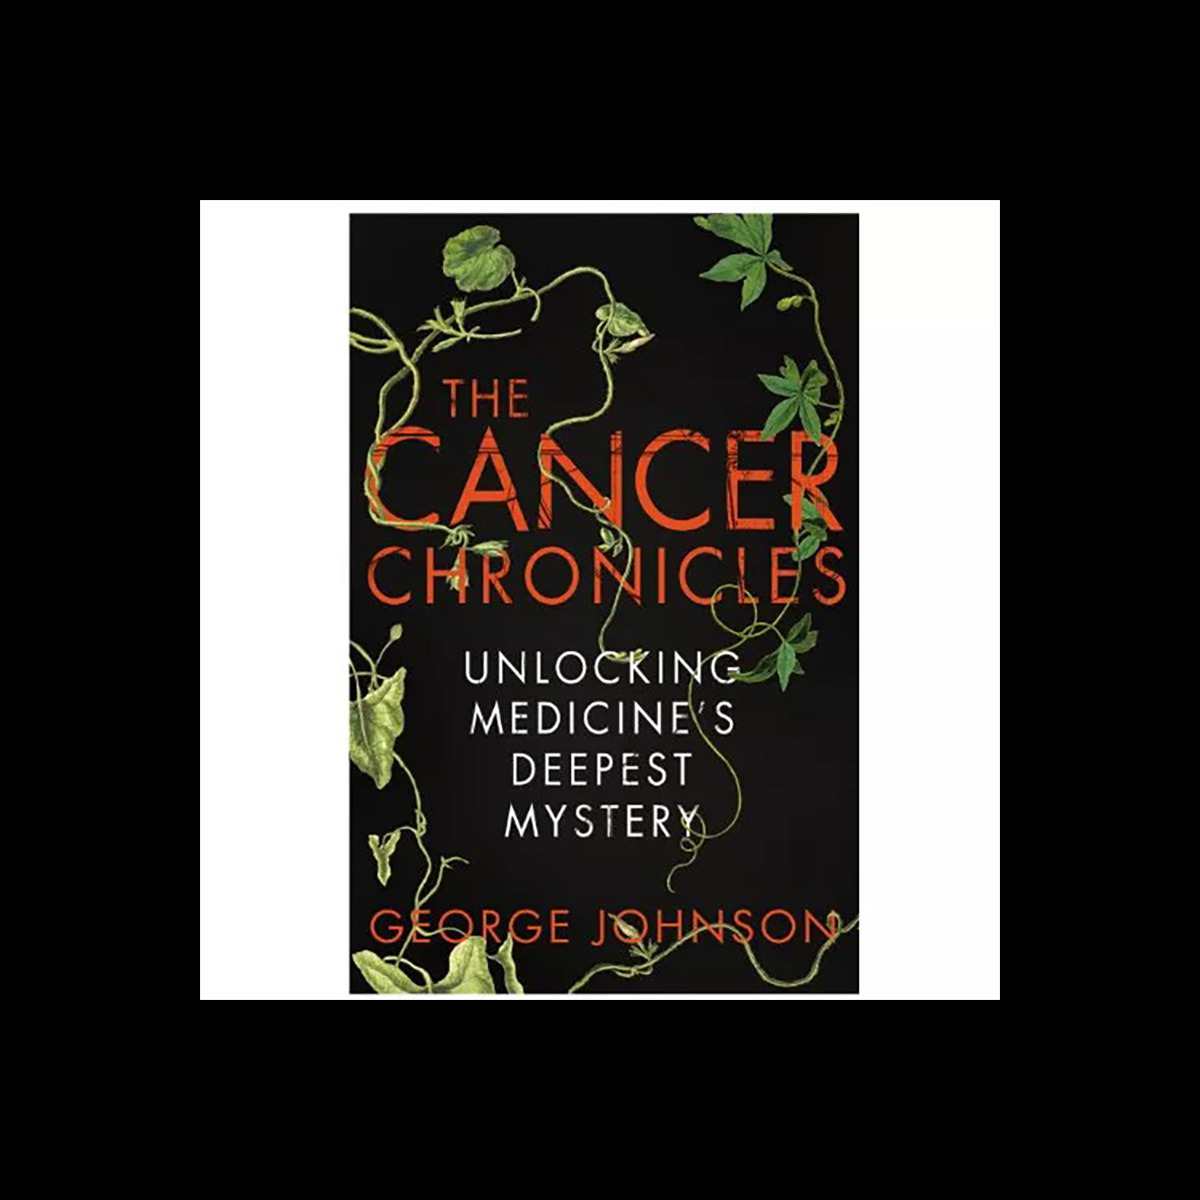 THE
CANCER
CHRONICLES
UNLOCKING
MEDICINE'S
DEEPEST
MYSTERY
GEORGE JOHNSON